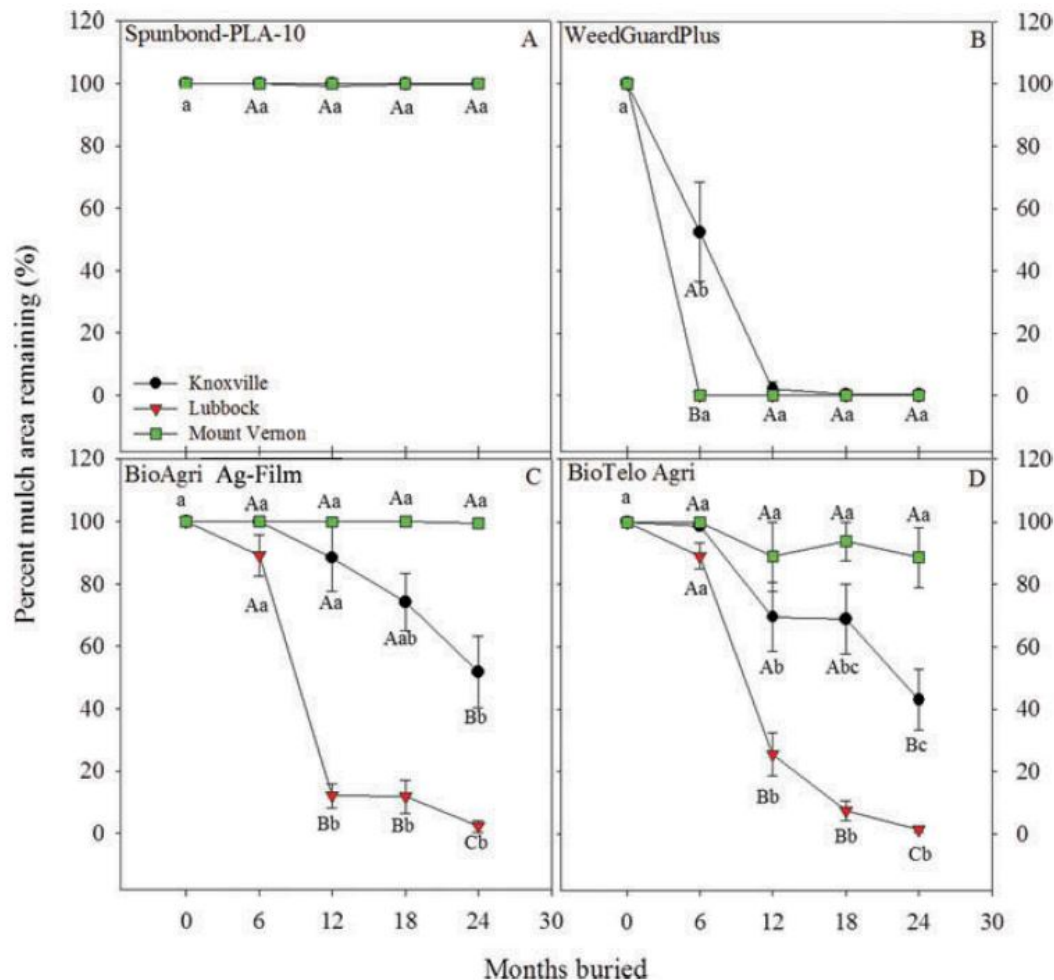 Percent mulch area remaining (%)
Spunbond-PLA-10 A
120
100
80
60
40
20
0
a Aa Aa Aa Aa
Knoxville
Lubbock
Mount Vernon
WeedGuardPlus B
120
100
80
60
40
20
0
a
Ab
Ba Aa Aa Aa
BioAgri Ag-Film C
120
100
80
60
40
20
0
a Aa Aa Aa Aa
Aa Aa Aab Bb
Bb Bb Cb
0 6 12 18 24 30
BioTelo Agri D
120
100
80
60
40
20
0
a Aa Aa Aa Aa
Aa Ab Abc Bc
Bb Bb Cb
0 6 12 18 24 30
Months buried